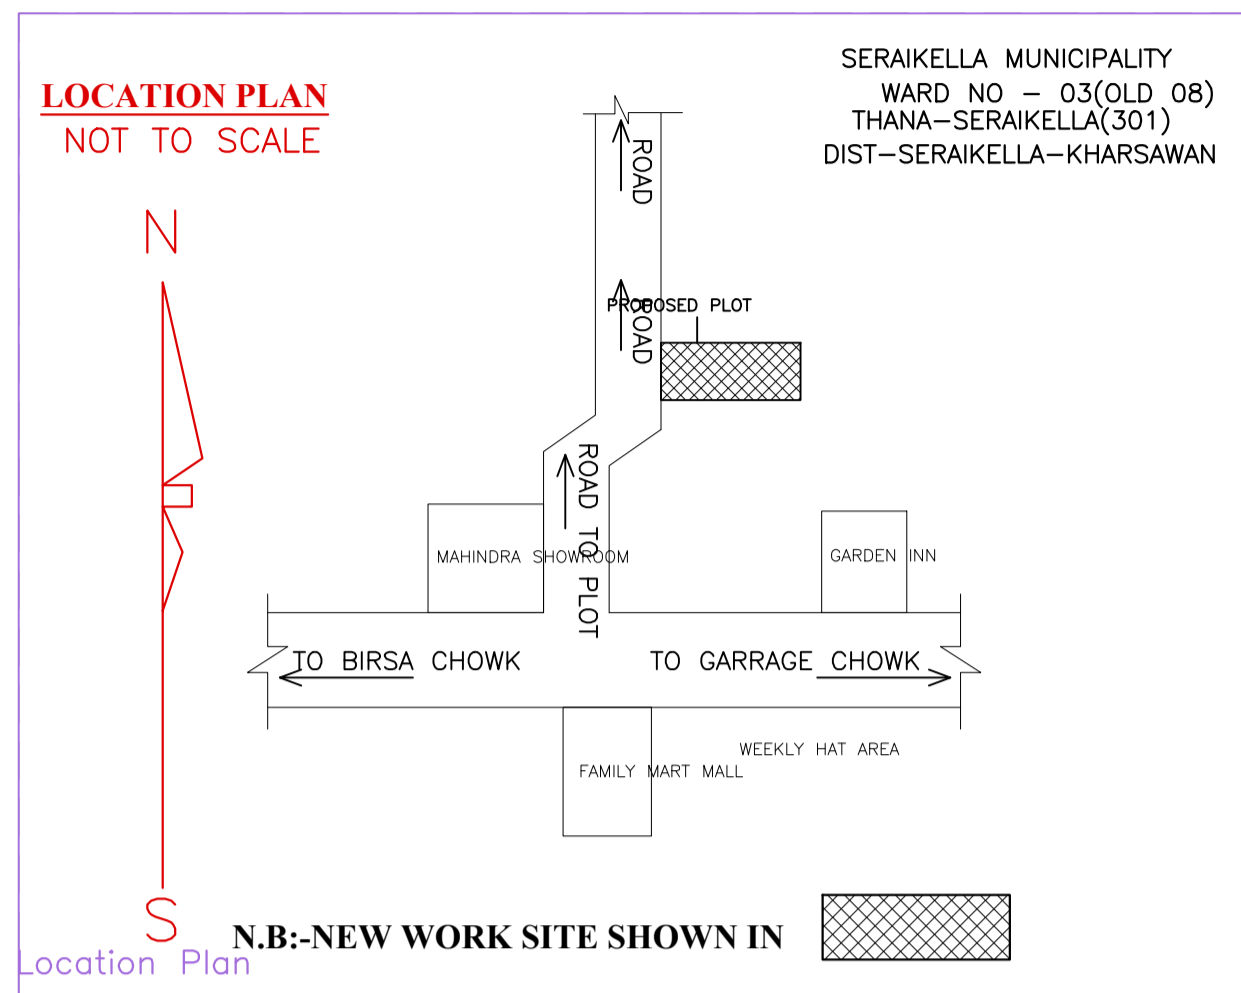 LOCATION PLAN
NOT TO SCALE
SERAIKELLA MUNICIPALITY
WARD NO - 03(OLD 08)
THANA-SERAIKELLA(301)
DIST-SERAIKELLA-KHARSAWAN
N
ROAD
PROPOSED PLOT
ROAD
ROAD TO PLOT
MAHINDRA SHOWROOM
GARDEN INN
TO BIRSA CHOWK
TO GARRAGE CHOWK
WEEKLY HAT AREA
FAMILY MART MALL
S
N.B:-NEW WORK SITE SHOWN IN
Location Plan